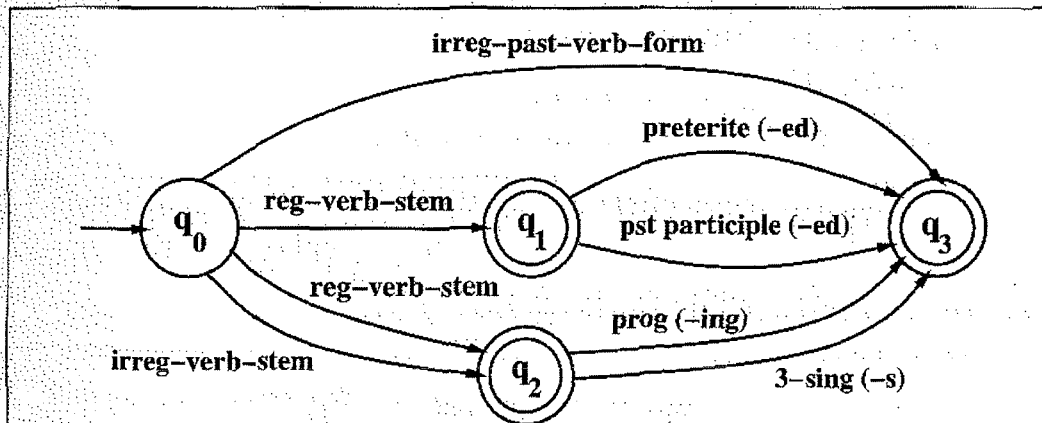 irreg–past–verb–form
preterite (–ed)
reg–verb–stem
q0
q1
pst participle (–ed)
q3
reg–verb–stem
prog (–ing)
irreg–verb–stem
q2
3–sing (–s)